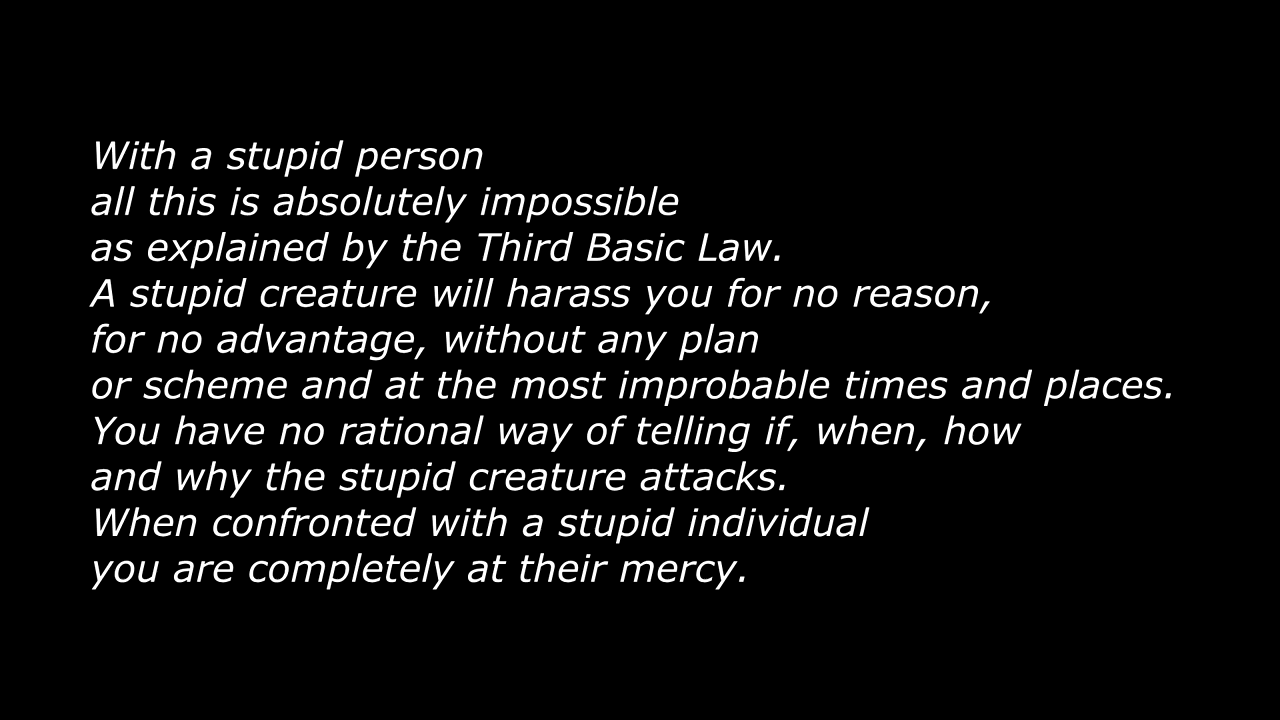 With a stupid person
all this is absolutely impossible
as explained by the Third Basic Law.
A stupid creature will harass you for no reason,
for no advantage, without any plan
or scheme and at the most improbable times and places.
You have no rational way of telling if, when, how
and why the stupid creature attacks.
When confronted with a stupid individual
you are completely at their mercy.